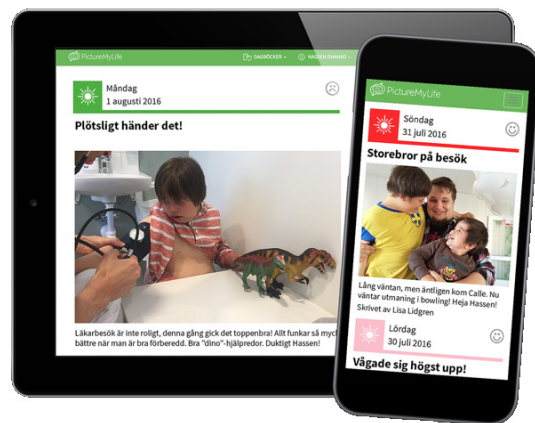 PictureMyLife
DAGBÖCKER
Måndag
1 augusti 2016
Plötsligt händer det!
Läkarbesök är inte roligt, denna gång gick det toppenbra! Allt funkar så myck
bättre när man är bra förberedd. Bra "dino"-hjälpredor. Duktigt Hassen!
PictureMyLife
Söndag
31 juli 2016
Storebror på besök
Lång väntan, men äntligen kom Calle. Nu
väntar utmaning i bowling! Heja Hassen!
Skrivet av Lisa Lidgren
Lördag
30 juli 2016
Vågade sig högst upp!